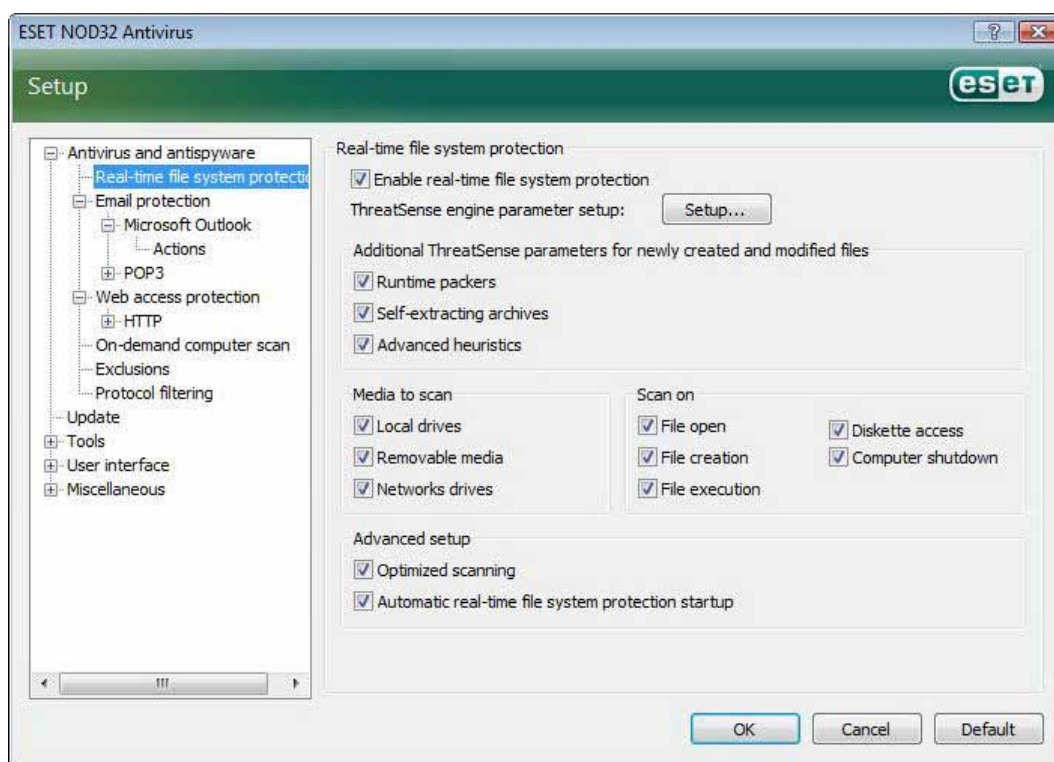 ESET NOD32 Antivirus
Setup
eset
Antivirus and antispyware
Real-time file system protectio
Email protection
Microsoft Outlook
Actions
POP3
Web access protection
HTTP
On-demand computer scan
Exclusions
Protocol filtering
Update
Tools
User interface
Miscellaneous
Real-time file system protection
Enable real-time file system protection
ThreatSense engine parameter setup:
Setup...
Additional ThreatSense parameters for newly created and modified files
Runtime packers
Self-extracting archives
Advanced heuristics
Media to scan
Local drives
Removable media
Networks drives
Scan on
File open
File creation
File execution
Diskette access
Computer shutdown
Advanced setup
Optimized scanning
Automatic real-time file system protection startup
OK
Cancel
Default